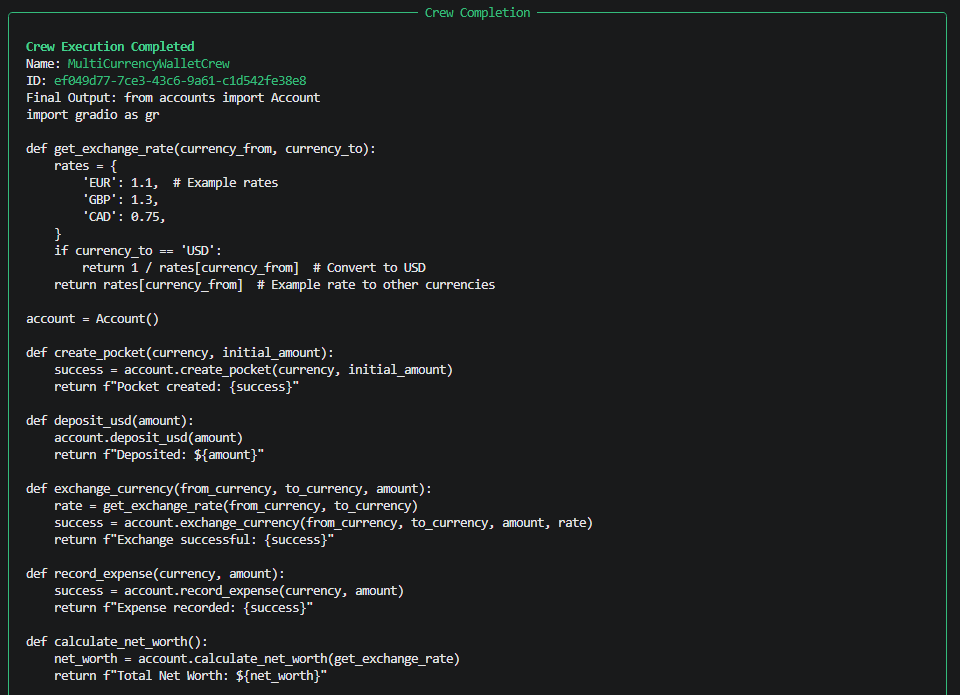 Crew Completion
Crew Execution Completed
Name: MultiCurrencyWalletCrew
ID: ef049d77-7ce3-43c6-9a61-c1d542fe38e8
Final Output: from accounts import Account
import gradio as gr

def get_exchange_rate(currency_from, currency_to):
    rates = {
        'EUR': 1.1,  # Example rates
        'GBP': 1.3,
        'CAD': 0.75,
    }
    if currency_to == 'USD':
        return 1 / rates[currency_from]  # Convert to USD
    return rates[currency_from]  # Example rate to other currencies

account = Account()

def create_pocket(currency, initial_amount):
    success = account.create_pocket(currency, initial_amount)
    return f"Pocket created: {success}"

def deposit_usd(amount):
    account.deposit_usd(amount)
    return f"Deposited: ${amount}"

def exchange_currency(from_currency, to_currency, amount):
    rate = get_exchange_rate(from_currency, to_currency)
    success = account.exchange_currency(from_currency, to_currency, amount, rate)
    return f"Exchange successful: {success}"

def record_expense(currency, amount):
    success = account.record_expense(currency, amount)
    return f"Expense recorded: {success}"

def calculate_net_worth():
    net_worth = account.calculate_net_worth(get_exchange_rate)
    return f"Total Net Worth: ${net_worth}"